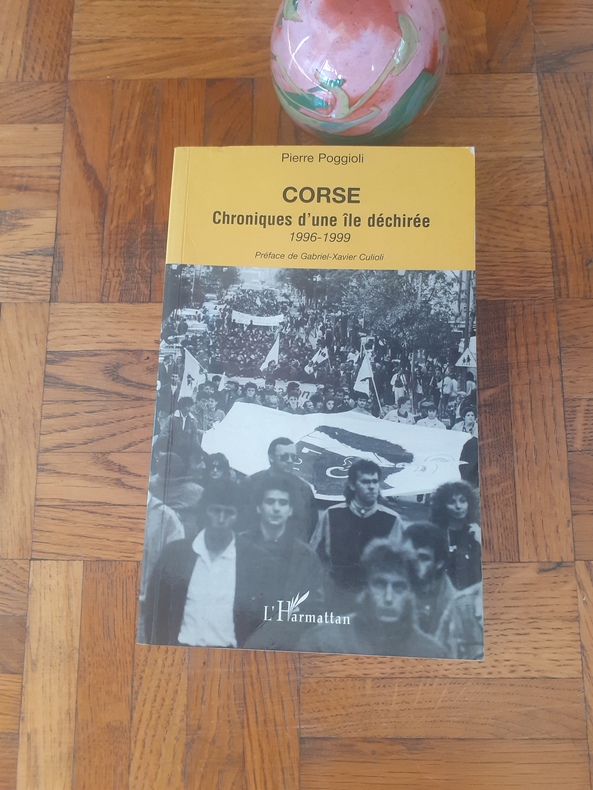 Pierre Poggioli
CORSE
Chroniques d'une île déchirée
1996-1999
Préface de Gabriel-Xavier Culioli
L'Harmattan